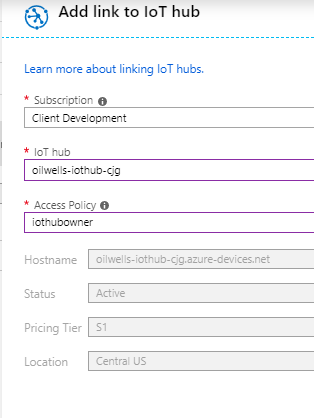 Add link to IoT hub
Learn more about linking IoT hubs.
* Subscription
Client Development
* IoT hub
oilwells-iothub-cjg
* Access Policy
iothubowner
Hostname oilwells-iothub-cjg.azure-devices.net
Status Active
Pricing Tier S1
Location Central US